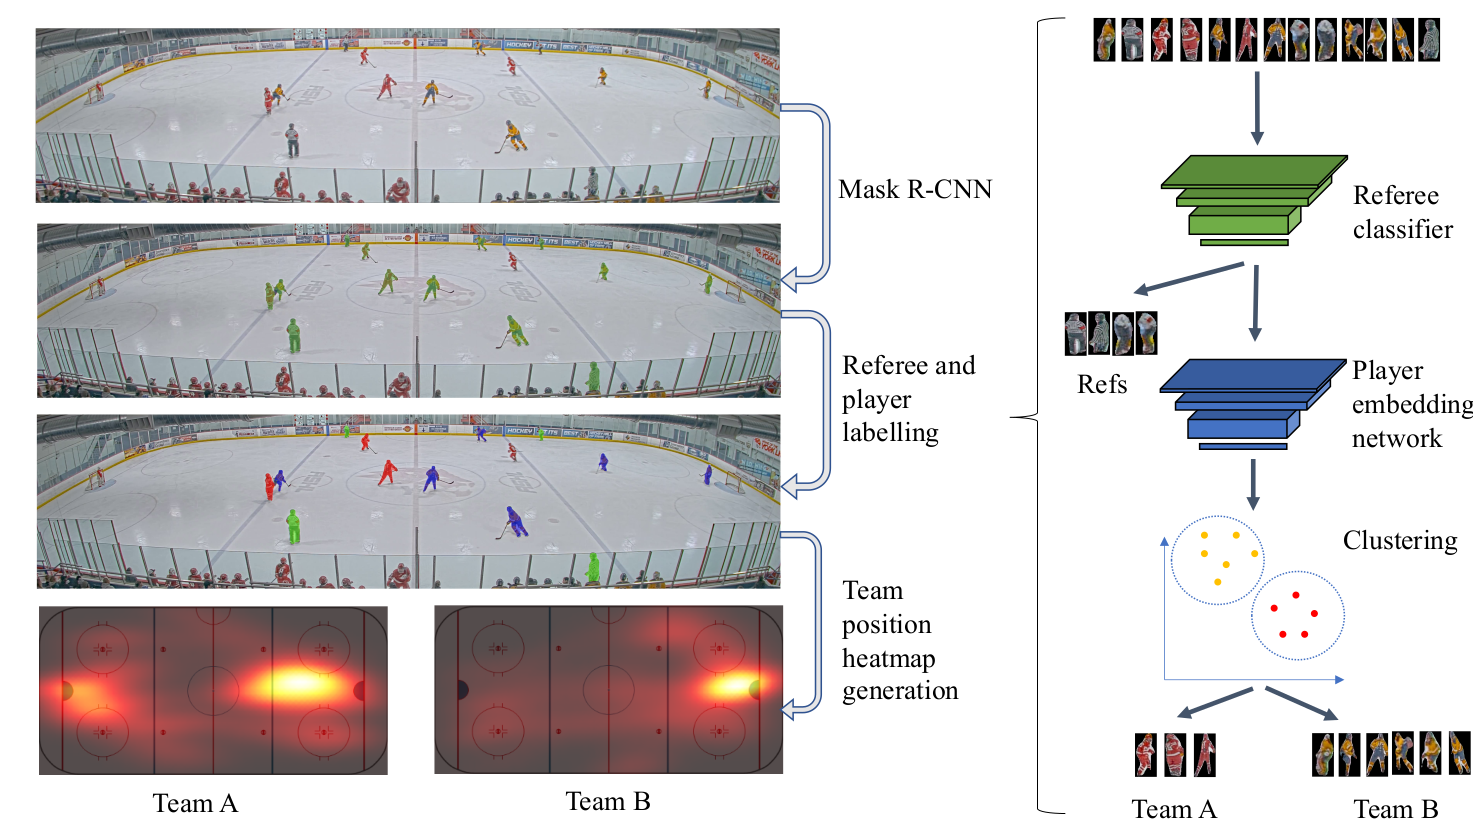 Mask R-CNN
Referee and
player
labelling
Team
position
heatmap
generation
Team A
Team B
Referee
classifier
Refs
Player
embedding
network
Clustering
Team A
Team B